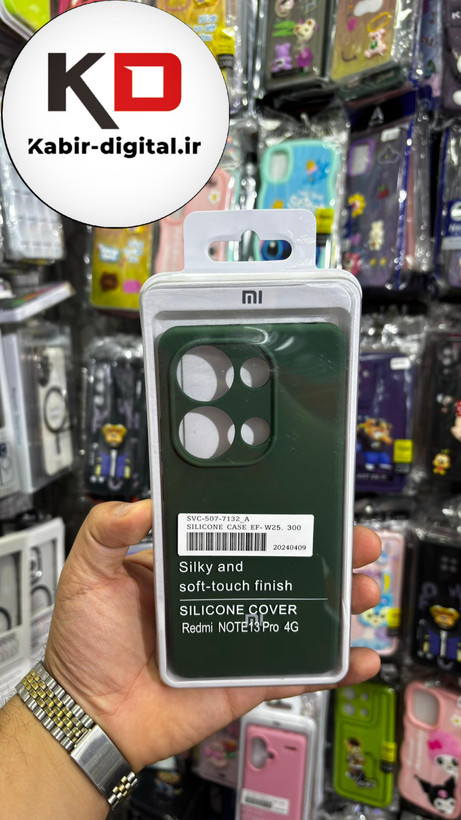 KD
Kabir-digital.ir
mi
SVC-507-7132_A
SILICONE CASE EF-W25. 300
20240409
Silky and
soft-touch finish
SILICONE COVER
mi
Redmi NOTE13 Pro 4G